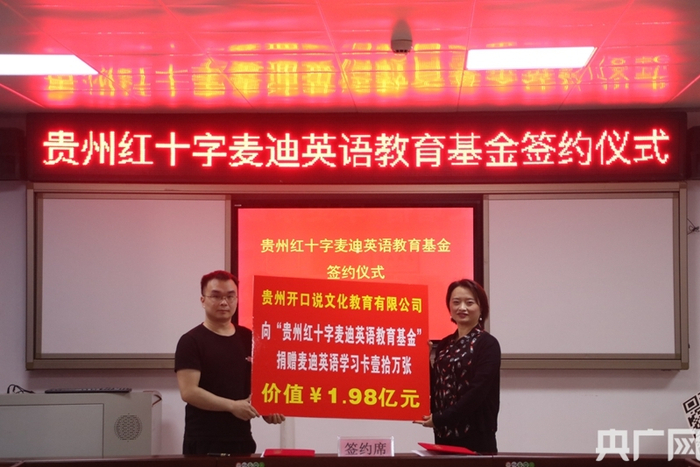 贵州红十字麦迪英语教育基金签约仪式
贵州红十字麦迪英语教育基金
签约仪式
贵州开口说文化教育有限公司
向“贵州红十字麦迪英语教育基金”
捐赠麦迪英语学习卡壹拾万张
价值￥1.98亿元
签约席
央广网